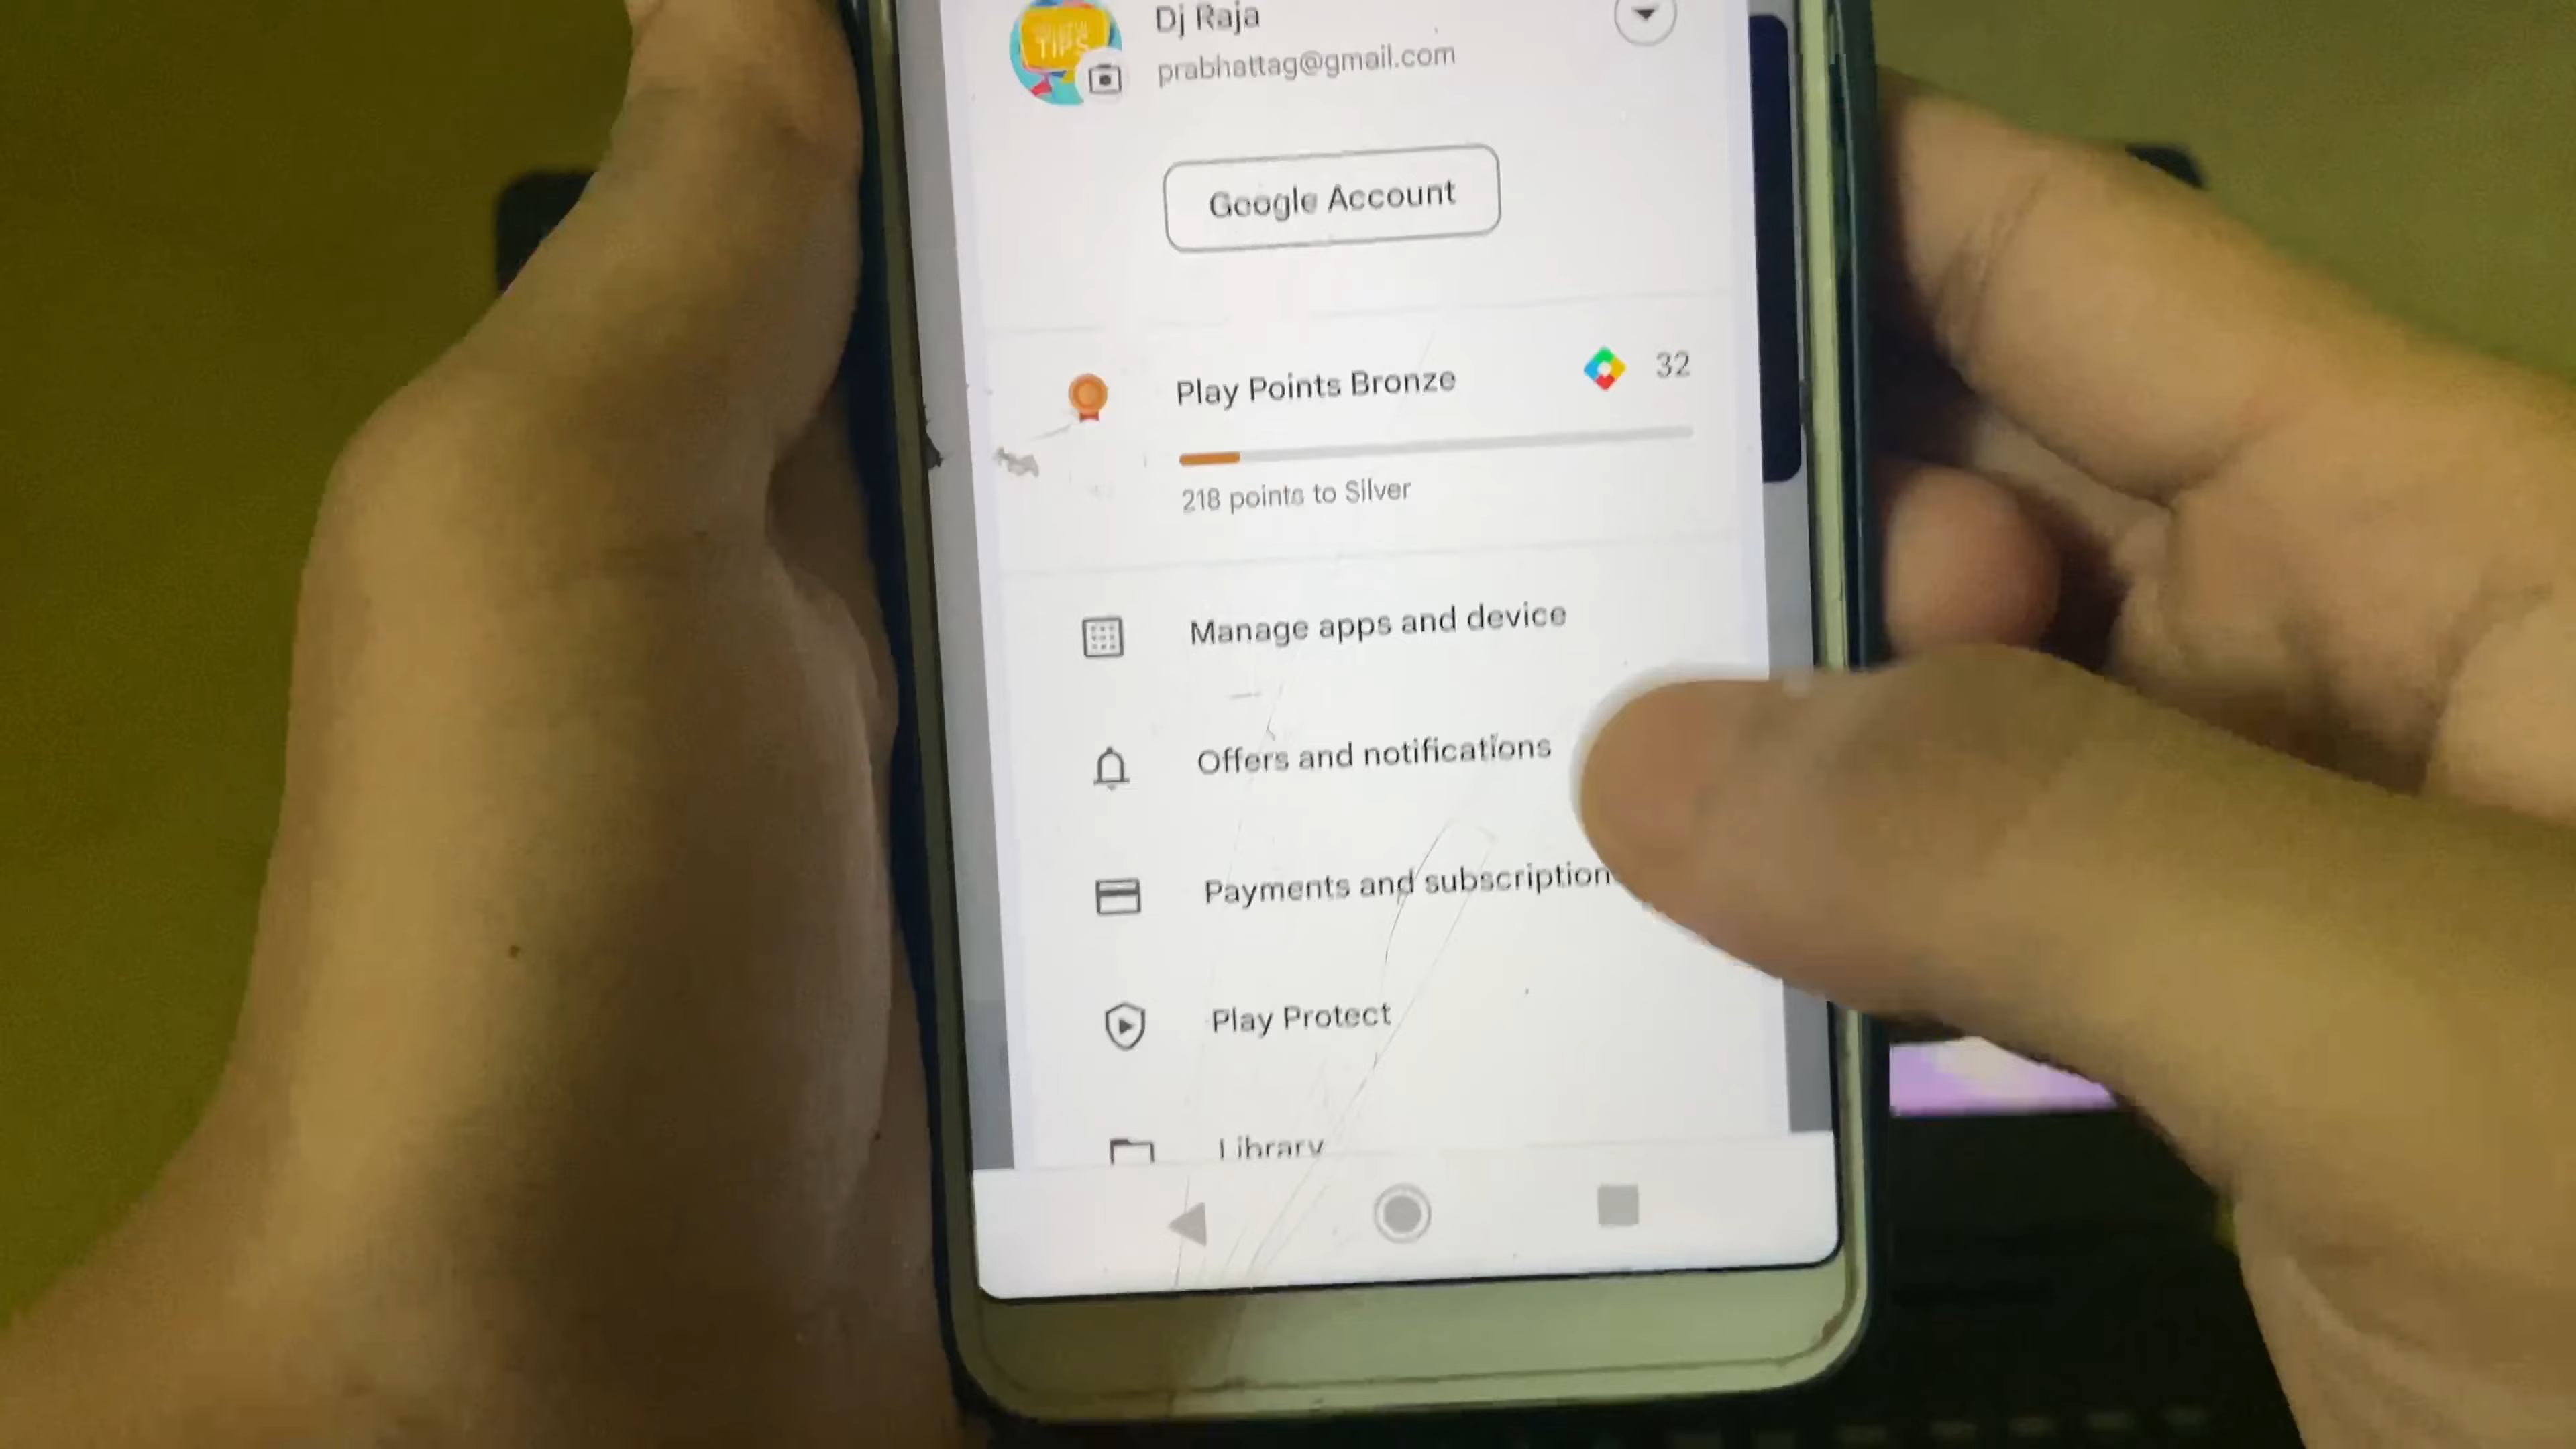 TIPS
Dj Raja
prabhattag@gmail.com
Google Account
Play Points Bronze
32
218 points to Silver
Manage apps and device
Offers and notifications
Payments and subscription
Play Protect
Library